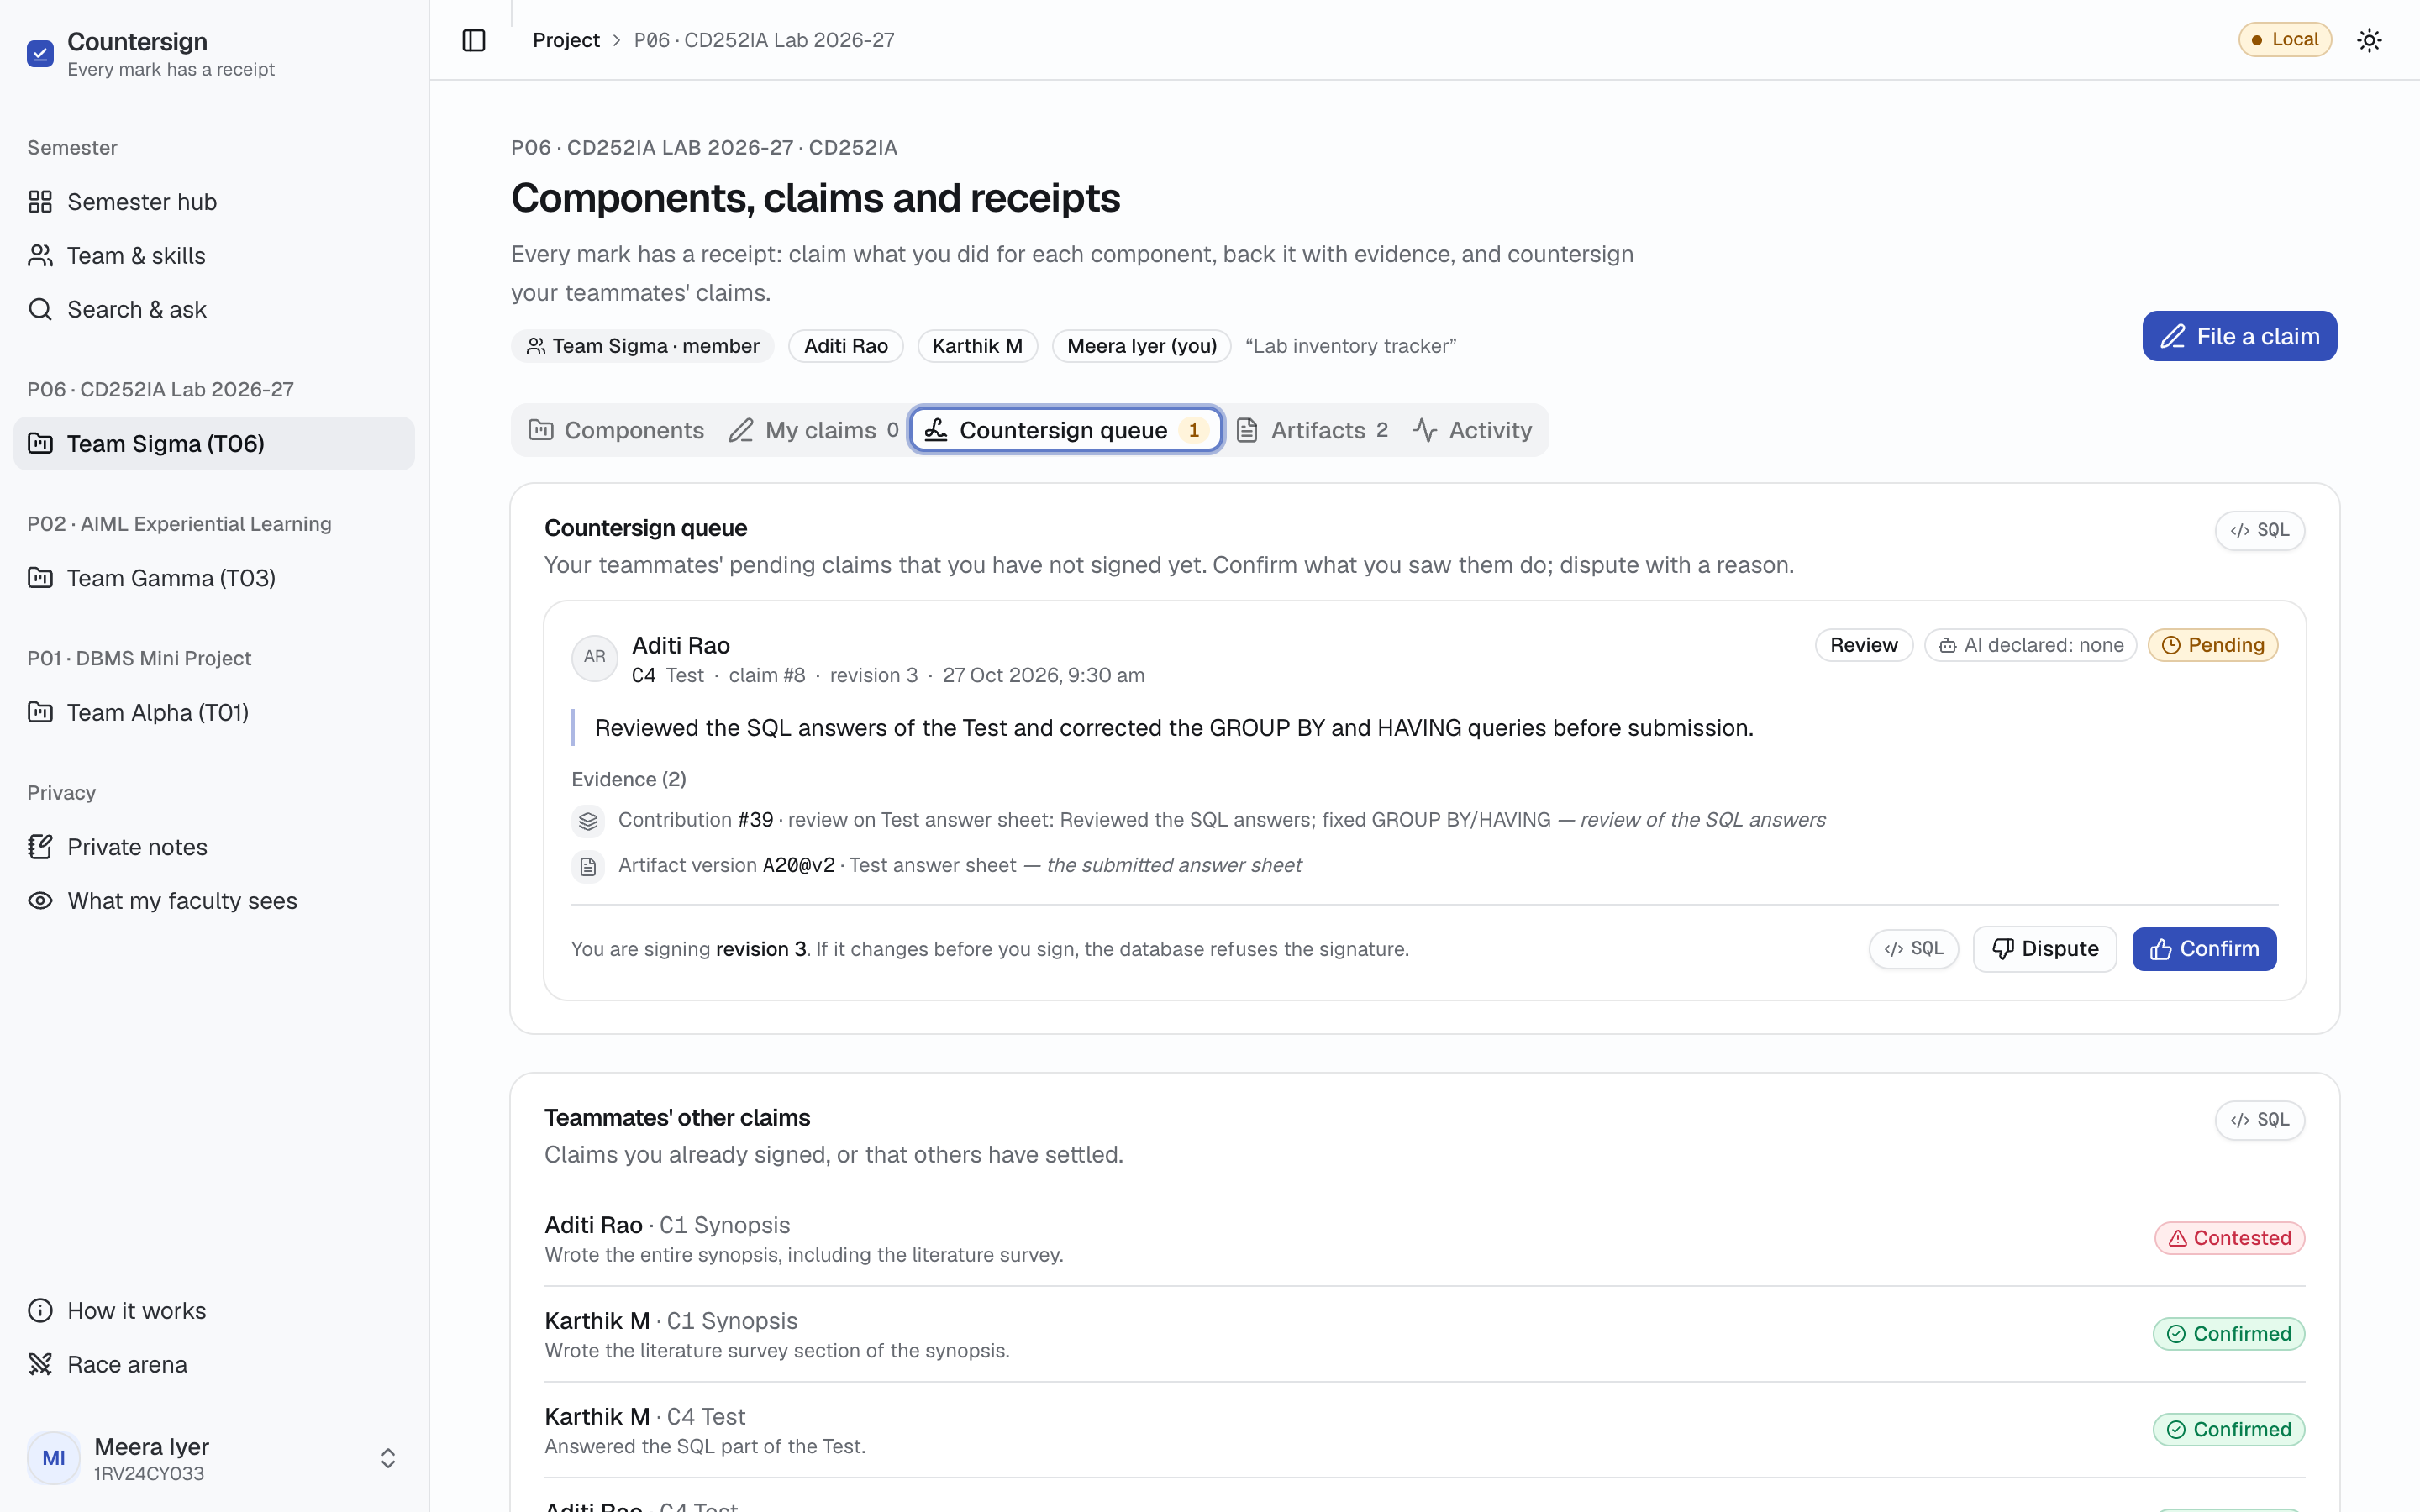 Countersign
Every mark has a receipt
Semester
Semester hub
Team & skills
Search & ask
P06 · CD252IA Lab 2026-27
Team Sigma (T06)
P02 · AIML Experiential Learning
Team Gamma (T03)
P01 · DBMS Mini Project
Team Alpha (T01)
Privacy
Private notes
What my faculty sees
How it works
Race arena
MI
Meera Iyer
1RV24CY033
Project > P06 · CD252IA Lab 2026-27
Local
P06 · CD252IA LAB 2026-27 · CD252IA
Components, claims and receipts
Every mark has a receipt: claim what you did for each component, back it with evidence, and countersign
your teammates' claims.
Team Sigma · member Aditi Rao Karthik M Meera Iyer (you) “Lab inventory tracker”
File a claim
Components My claims 0 Countersign queue 1 Artifacts 2 Activity
Countersign queue
</> SQL
Your teammates' pending claims that you have not signed yet. Confirm what you saw them do; dispute with a reason.
AR
Aditi Rao
Review AI declared: none Pending
C4 Test · claim #8 · revision 3 · 27 Oct 2026, 9:30 am
Reviewed the SQL answers of the Test and corrected the GROUP BY and HAVING queries before submission.
Evidence (2)
Contribution #39 · review on Test answer sheet: Reviewed the SQL answers; fixed GROUP BY/HAVING — review of the SQL answers
Artifact version A20@v2 · Test answer sheet — the submitted answer sheet
You are signing revision 3. If it changes before you sign, the database refuses the signature.
</> SQL Dispute Confirm
Teammates' other claims
</> SQL
Claims you already signed, or that others have settled.
Aditi Rao · C1 Synopsis
Wrote the entire synopsis, including the literature survey.
Contested
Karthik M · C1 Synopsis
Wrote the literature survey section of the synopsis.
Confirmed
Karthik M · C4 Test
Answered the SQL part of the Test.
Confirmed
Aditi Rao · C4 Test